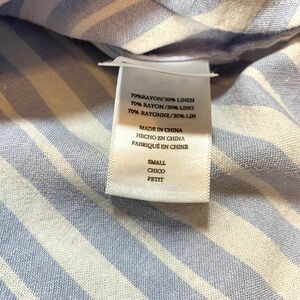 70%RAYON/30% LINEN
70% RAYON/30% LINO
70% RAYONNE/30% LIN
MADE IN CHINA
HECHO EN CHINA
FABRIQUÉ EN CHINE
SMALL
CHICO
PETIT